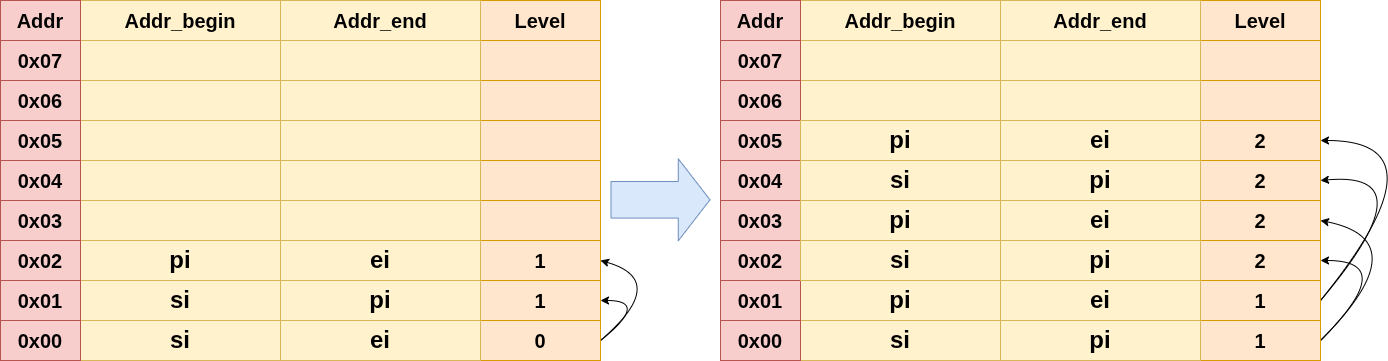 Addr Addr_begin Addr_end Level
0x07
0x06
0x05
0x04
0x03
0x02 pi ei 1
0x01 si pi 1
0x00 si ei 0
Addr Addr_begin Addr_end Level
0x07
0x06
0x05 pi ei 2
0x04 si pi 2
0x03 pi ei 2
0x02 si pi 2
0x01 pi ei 1
0x00 si pi 1